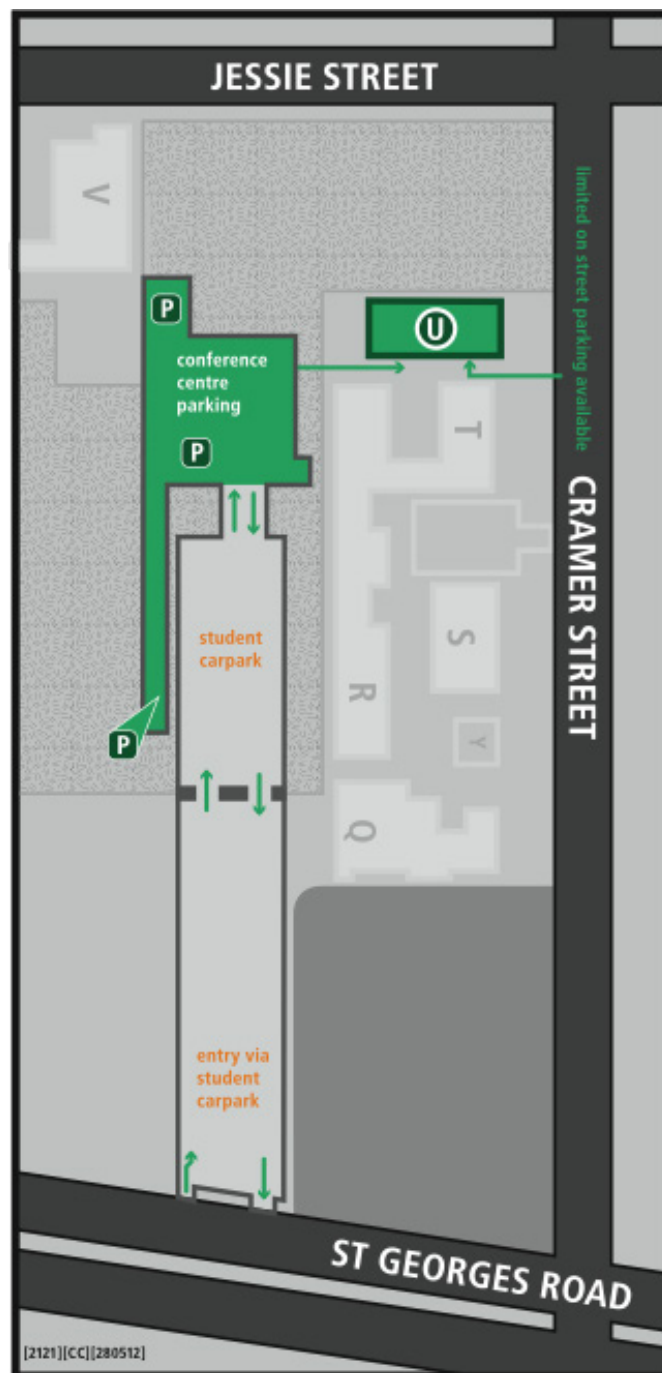 JESSIE STREET
V
limited on street parking available
P
U
conference
centre
parking
P
T
CRAMER STREET
student
carpark
S
R
P
Y
Q
entry via
student
carpark
ST GEORGES ROAD
[2121][CC][280512]